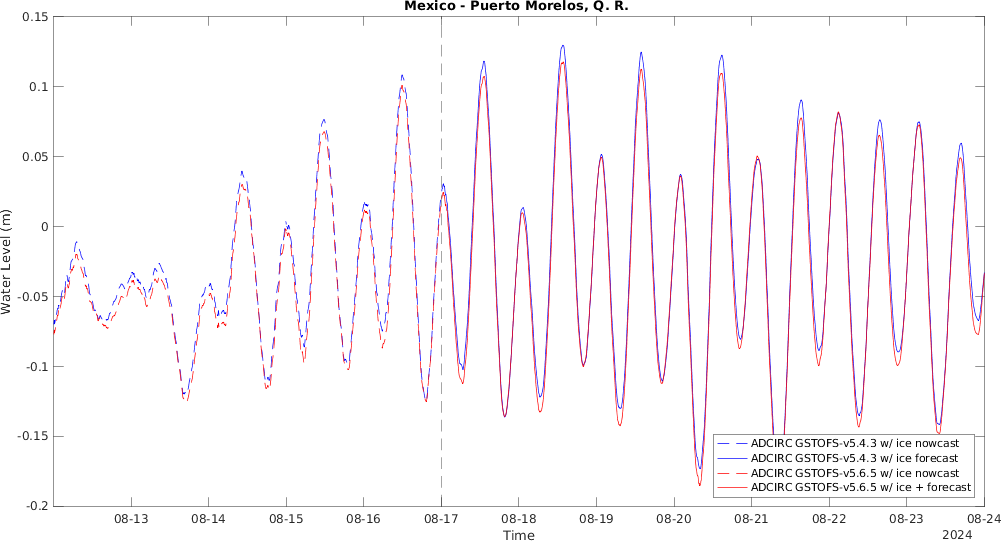 Mexico - Puerto Morelos, Q. R.
0.15
0.1
0.05
0
-0.05
-0.1
-0.15
-0.2
Water Level (m)
ADCIRC GSTOFS-v5.4.3 w/ ice nowcast
ADCIRC GSTOFS-v5.4.3 w/ ice forecast
ADCIRC GSTOFS-v5.6.5 w/ ice nowcast
ADCIRC GSTOFS-v5.6.5 w/ ice + forecast
08-13 08-14 08-15 08-16 08-17 08-18 08-19 08-20 08-21 08-22 08-23 08-24
Time
2024